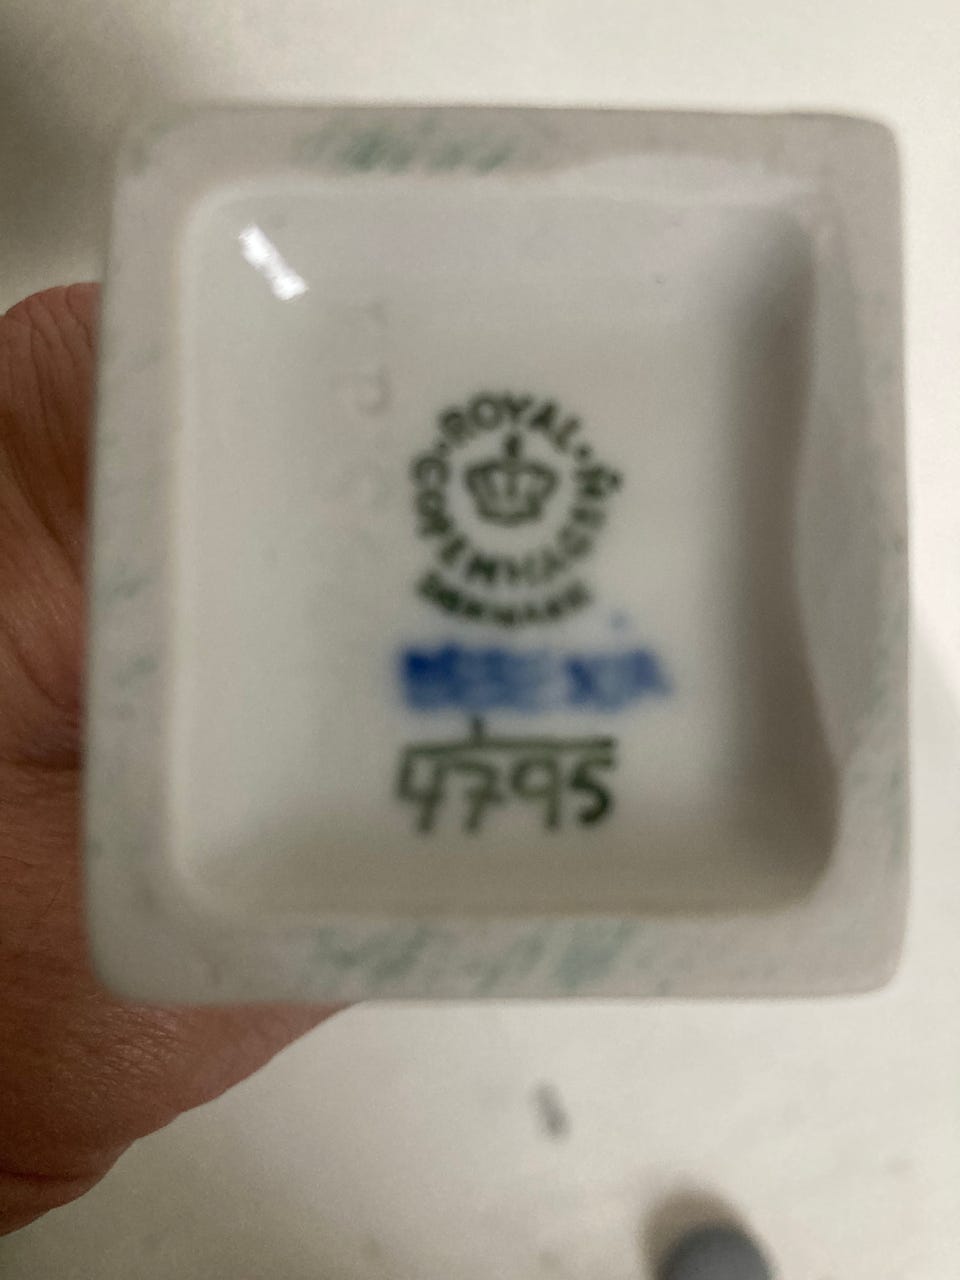 ROYAL
COPENHAGEN
DENMARK
4795